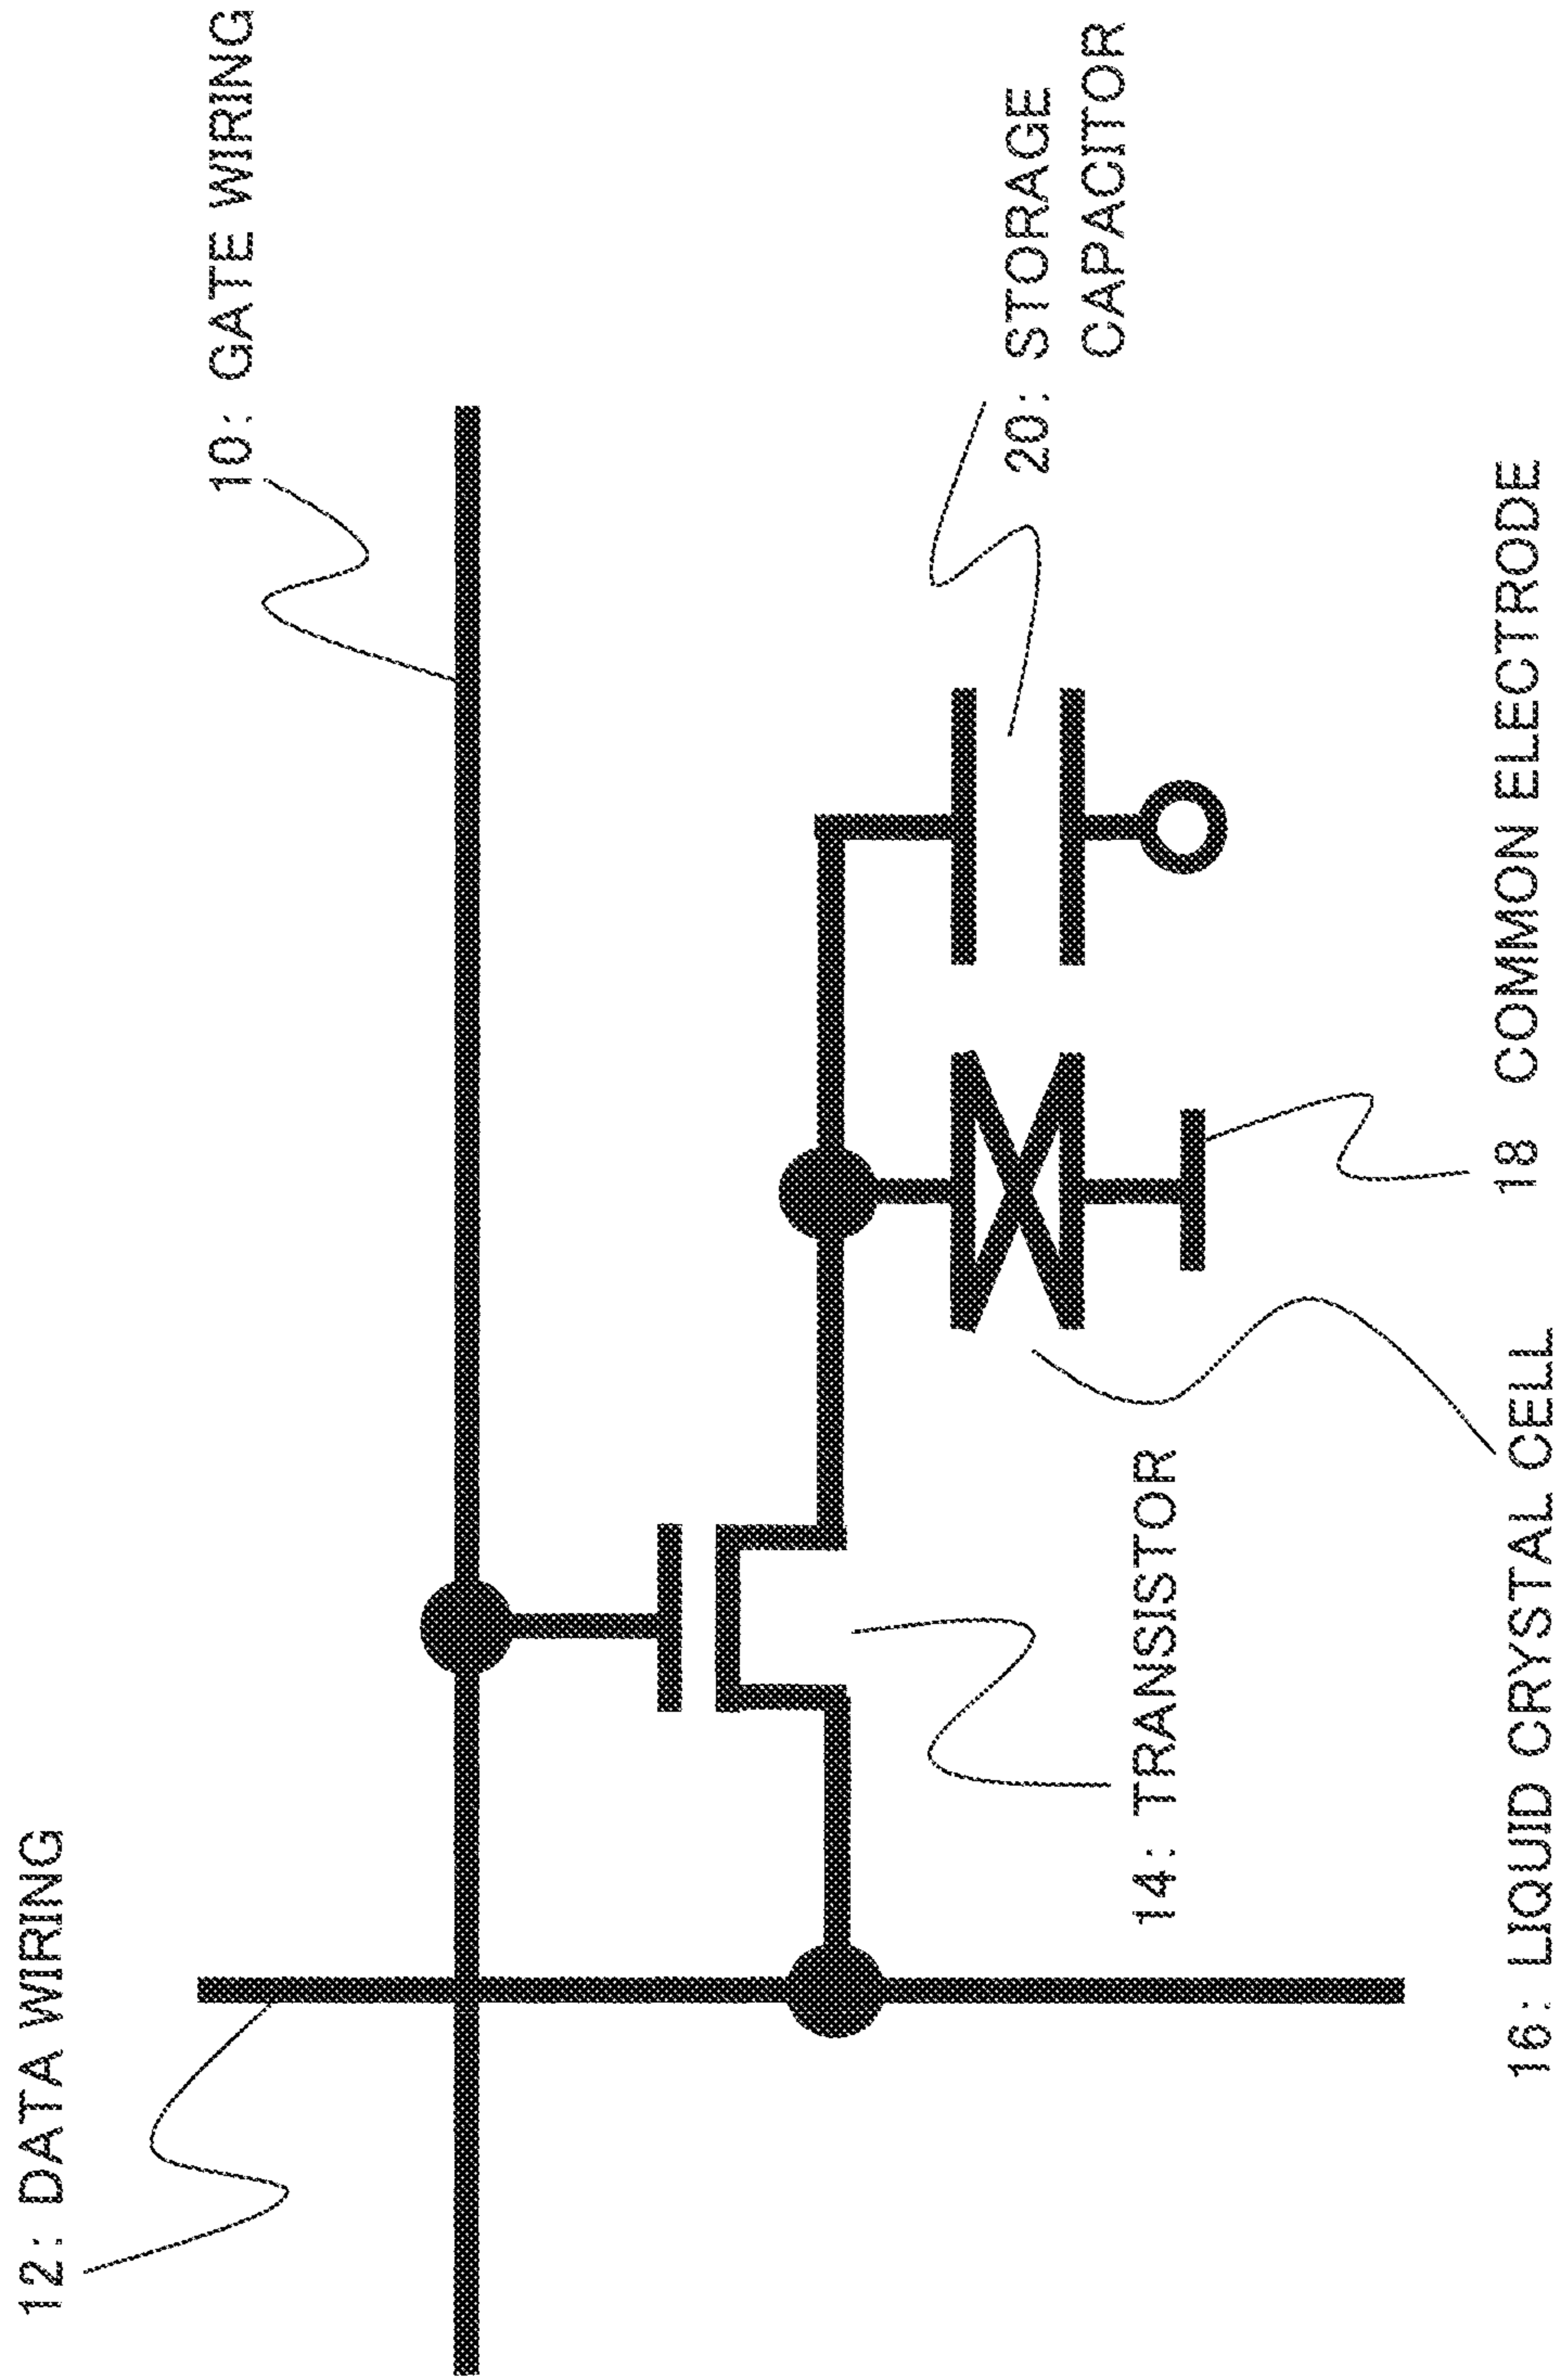 12: DATA WIRING
10: GATE WIRING
20: STORAGE
CAPACITOR
14: TRANSISTOR
18 COMMON ELECTRODE
16: LIQUID CRYSTAL CELL